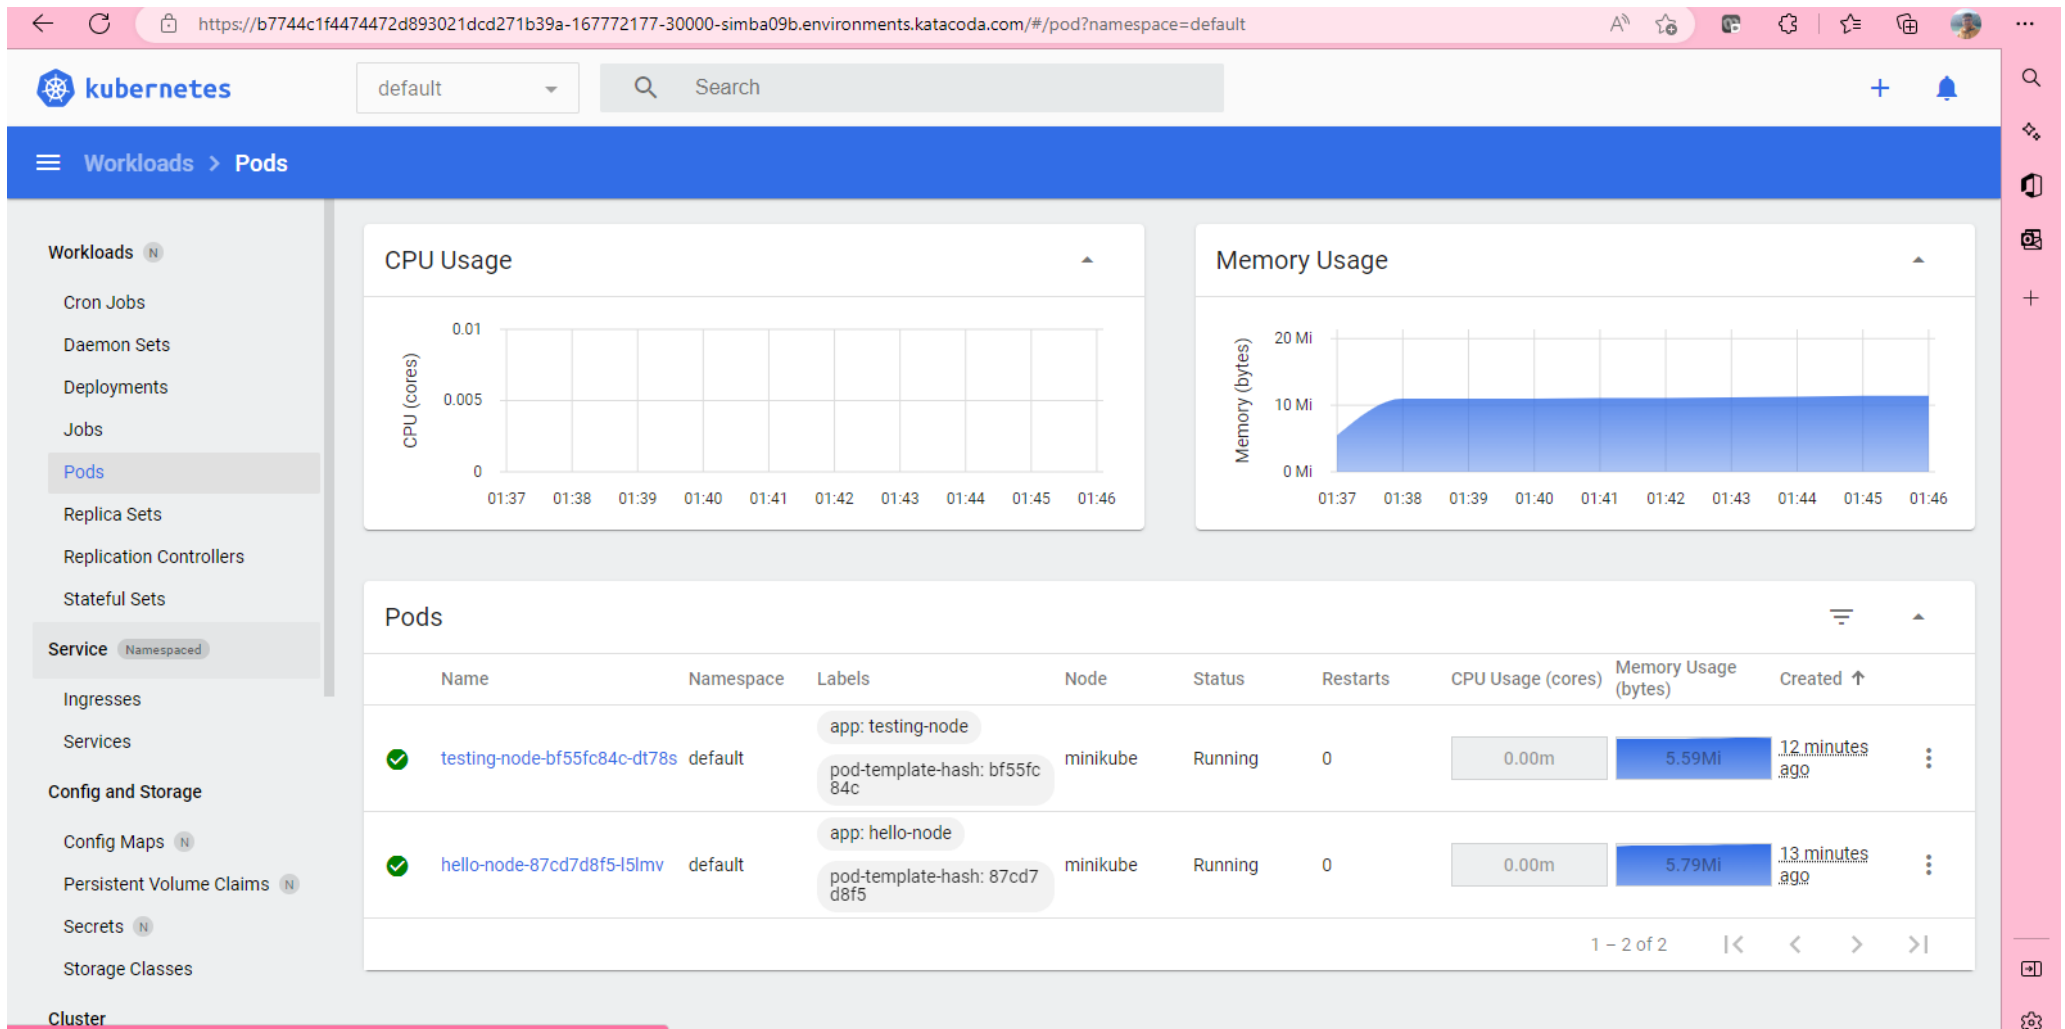 https://b7744c1f4474472d893021dcd271b39a-167772177-30000-simba09b.environments.katacoda.com/#/pod?namespace=default
kubernetes
default
Search
Workloads > Pods
Workloads N
Cron Jobs
Daemon Sets
Deployments
Jobs
Pods
Replica Sets
Replication Controllers
Stateful Sets
Service Namespaced
Ingresses
Services
Config and Storage
Config Maps N
Persistent Volume Claims N
Secrets N
Storage Classes
Cluster
CPU Usage
CPU (cores)
0.01
0.005
0
01:37 01:38 01:39 01:40 01:41 01:42 01:43 01:44 01:45 01:46
Memory Usage
Memory (bytes)
20 Mi
10 Mi
0 Mi
01:37 01:38 01:39 01:40 01:41 01:42 01:43 01:44 01:45 01:46
Pods
Name Namespace Labels Node Status Restarts CPU Usage (cores) Memory Usage
(bytes) Created
app: testing-node
testing-node-bf55fc84c-dt78s default pod-template-hash: bf55fc
84c minikube Running 0 0.00m 5.59Mi 12 minutes
ago
app: hello-node
hello-node-87cd7d8f5-l5lmv default pod-template-hash: 87cd7
d8f5 minikube Running 0 0.00m 5.79Mi 13 minutes
ago
1 – 2 of 2